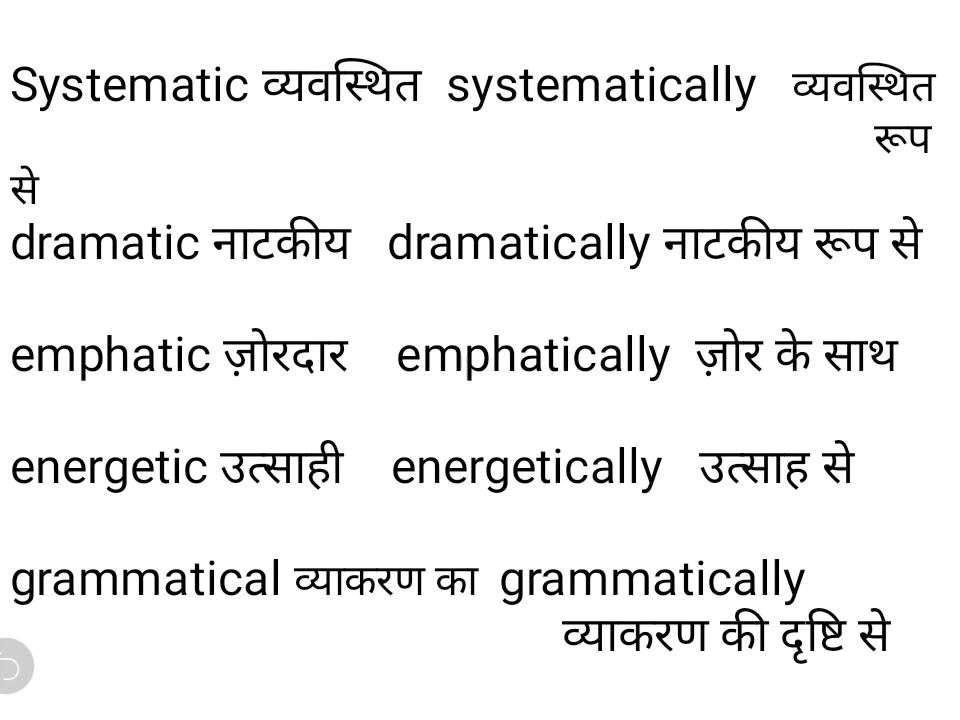 Systematic व्यवस्थित systematically व्यवस्थित
रूप
से
dramatic नाटकीय dramatically नाटकीय रूप से
emphatic ज़ोरदार emphatically ज़ोर के साथ
energetic उत्साही energetically उत्साह से
grammatical व्याकरण का grammatically
व्याकरण की दृष्टि से